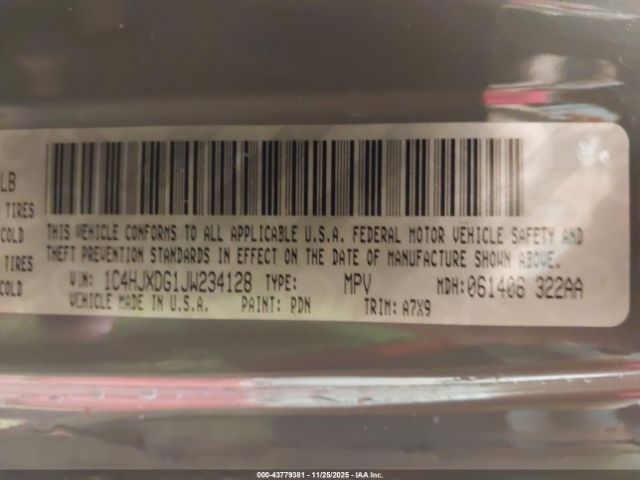 LB
TIRES
COLD
TIRES
COLD
THIS VEHICLE CONFORMS TO ALL APPLICABLE U.S.A. FEDERAL MOTOR VEHICLE SAFETY AND
THEFT PREVENTION STANDARDS IN EFFECT ON THE DATE OF MANUFACTURE SHOWN ABOVE.
VIN: 1C4HJXDG1JW234128 TYPE: MPV MDH: 061406 322AA
VEHICLE MADE IN U.S.A. PAINT: PDN TRIM: A7X9
000-43779381 - 11/25/2025 - IAA Inc.